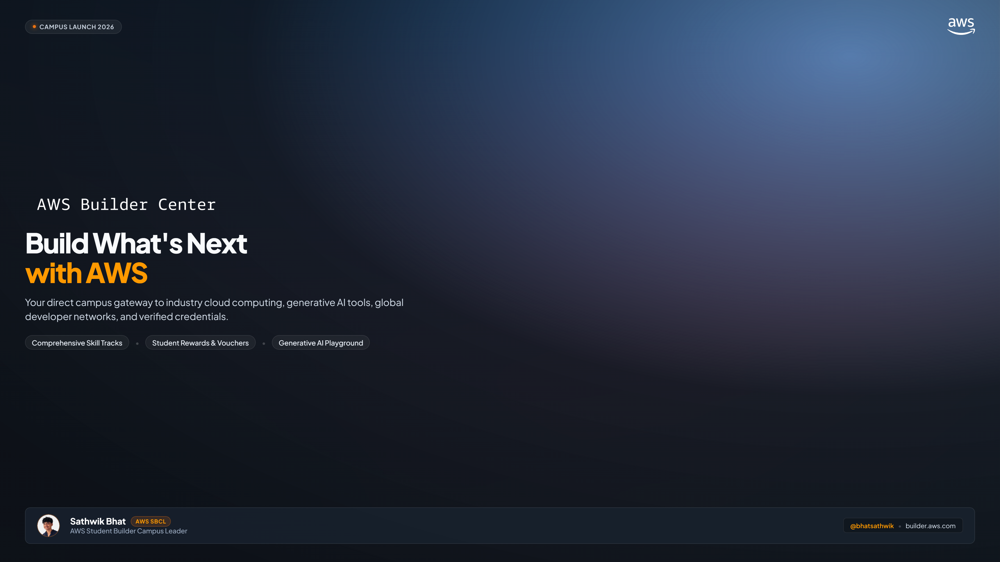 CAMPUS LAUNCH 2026
aws
AWS Builder Center
Build What's Next
with AWS
Your direct campus gateway to industry cloud computing, generative AI tools, global
developer networks, and verified credentials.
Comprehensive Skill Tracks • Student Rewards & Vouchers • Generative AI Playground
Sathwik Bhat AWS SBCL
AWS Student Builder Campus Leader
@bhatsathwik • builder.aws.com